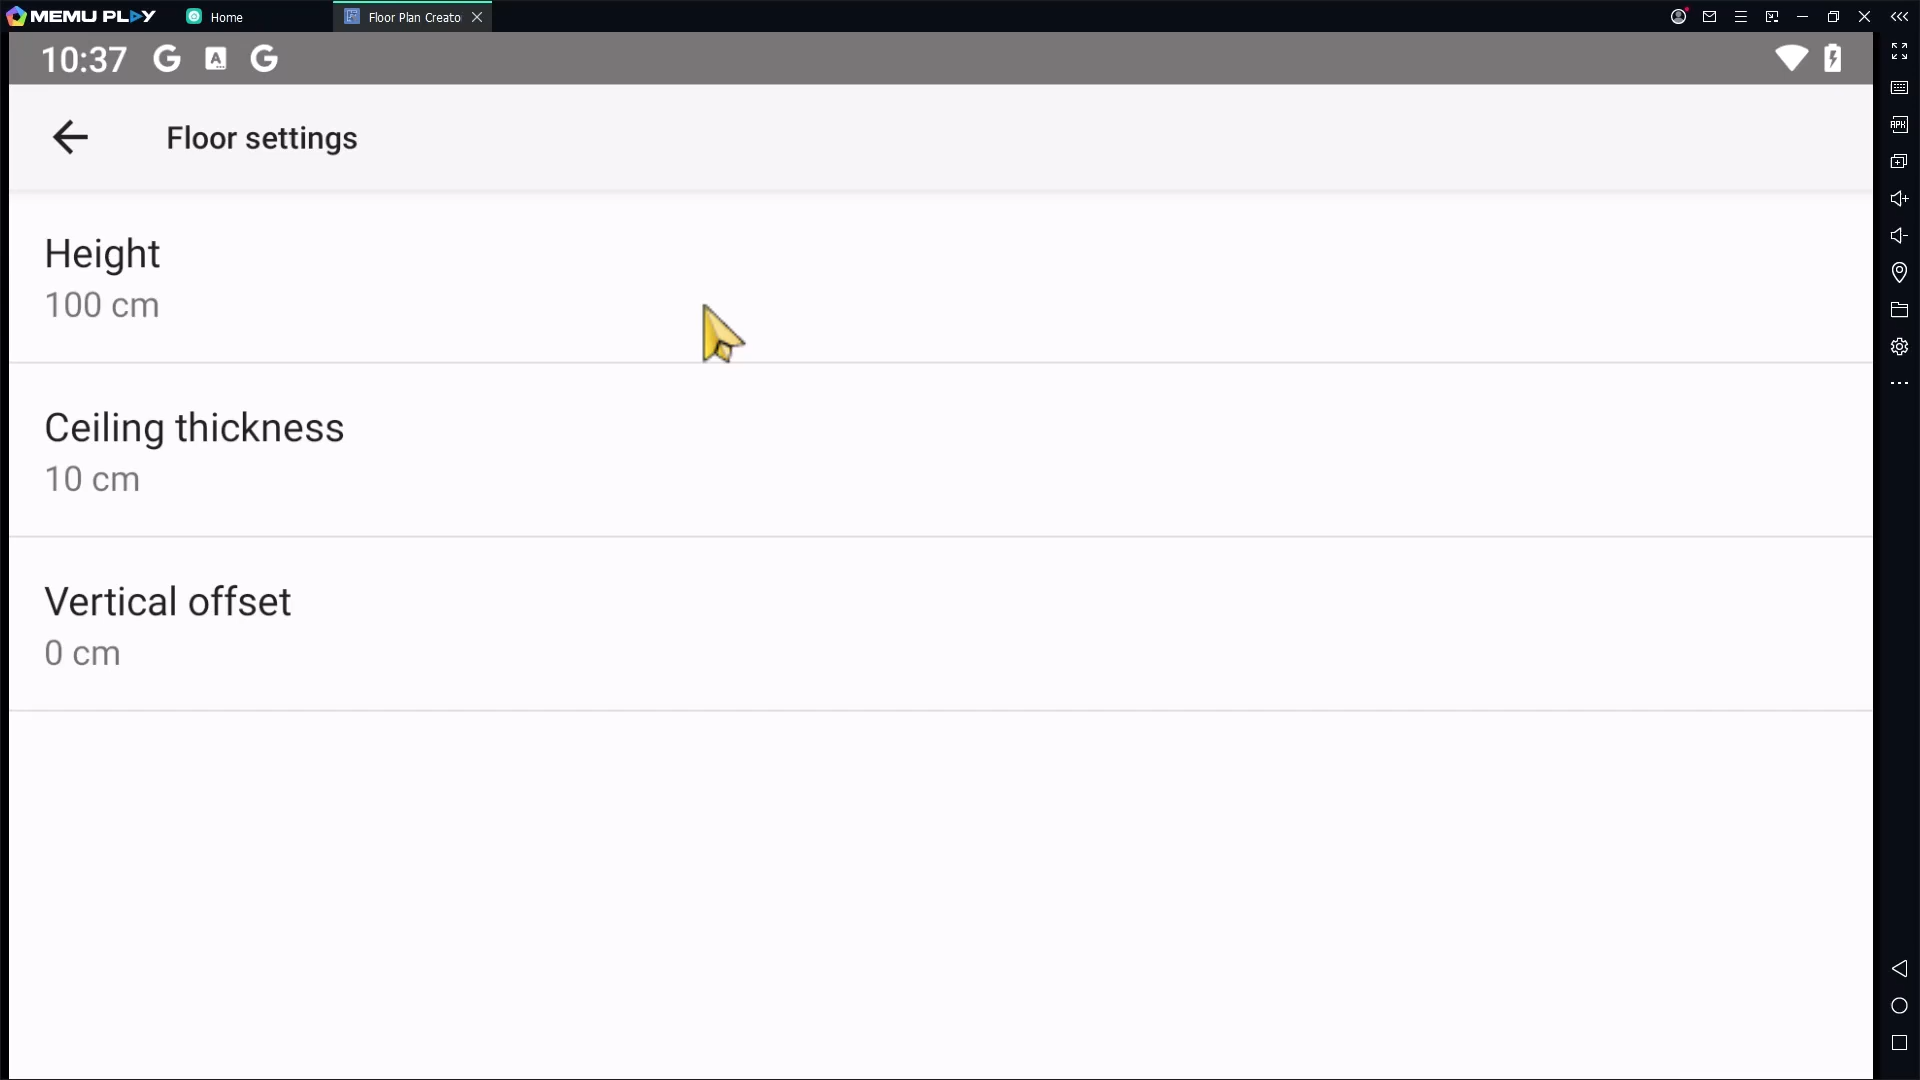 MEMU PLAY Home Floor Plan Creato
10:37
Floor settings
Height
100 cm
Ceiling thickness
10 cm
Vertical offset
0 cm